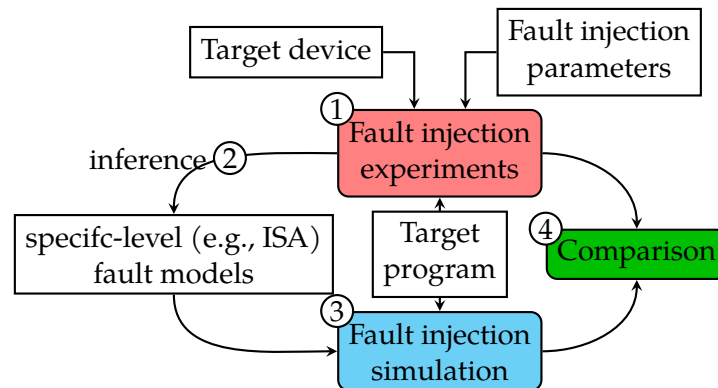 Target device
Fault injection
parameters
1
Fault injection
experiments
inference 2
specifc-level (e.g., ISA)
fault models
Target
program
4
Comparison
3
Fault injection
simulation